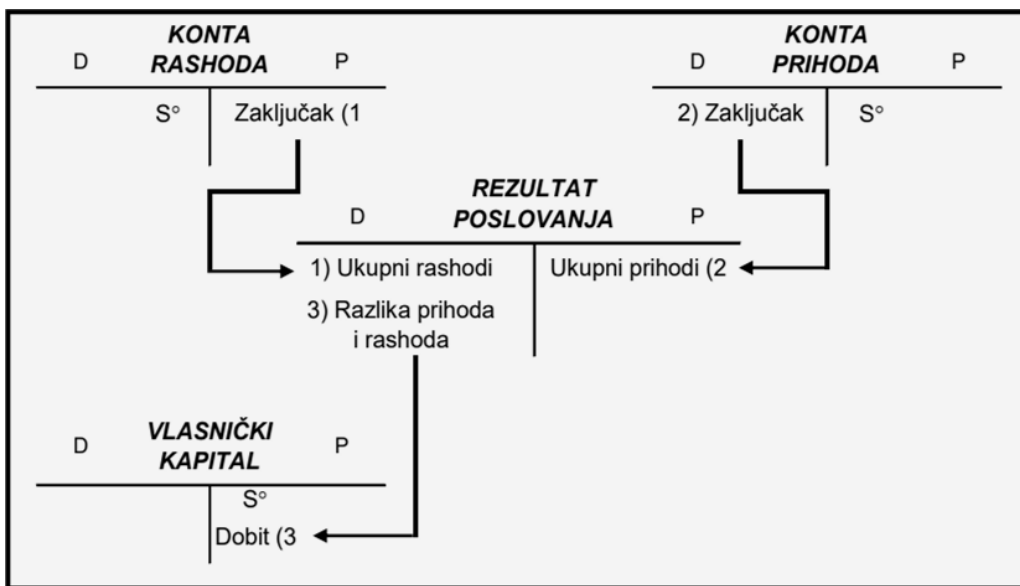 KONTA
RASHODA
D P
S° Zaključak (1
KONTA
PRIHODA
D P
2) Zaključak S°
REZULTAT
POSLOVANJA
D P
1) Ukupni rashodi Ukupni prihodi (2
3) Razlika prihoda
i rashoda
VLASNIČKI
KAPITAL
D P
S°
Dobit (3